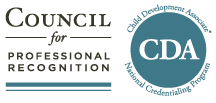 COUNCIL
for
PROFESSIONAL
RECOGNITION
Child Development Associate®
CDA
National Credentialing Program